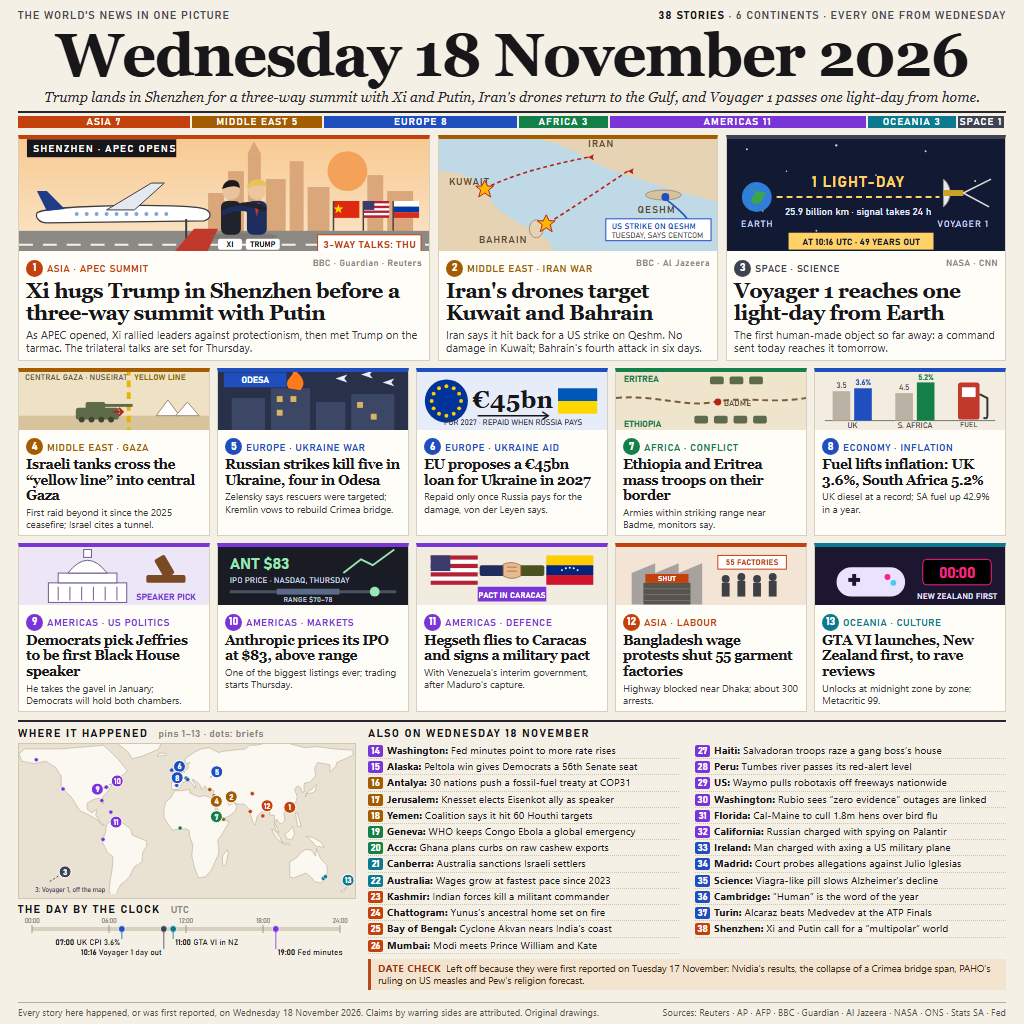 THE WORLD'S NEWS IN ONE PICTURE
38 STORIES · 6 CONTINENTS · EVERY ONE FROM WEDNESDAY
Wednesday 18 November 2026
Trump lands in Shenzhen for a three-way summit with Xi and Putin, Iran's drones return to the Gulf, and Voyager 1 passes one light-day from home.
ASIA 7
MIDDLE EAST 5
EUROPE 8
AFRICA 3
AMERICAS 11
OCEANIA 3
SPACE 1
SHENZHEN · APEC OPENS
XI
TRUMP
3-WAY TALKS: THU
1 ASIA · APEC SUMMIT
BBC · Guardian · Reuters
Xi hugs Trump in Shenzhen before a
three-way summit with Putin
As APEC opened, Xi rallied leaders against protectionism, then met Trump on the
tarmac. The trilateral talks are set for Thursday.
IRAN
KUWAIT
QESHM
BAHRAIN
US STRIKE ON QESHM
TUESDAY, SAYS CENTCOM
2 MIDDLE EAST · IRAN WAR
BBC · Al Jazeera
Iran's drones target
Kuwait and Bahrain
Iran says it hit back for a US strike on Qeshm. No
damage in Kuwait; Bahrain's fourth attack in six days.
1 LIGHT-DAY
25.9 billion km · signal takes 24 h
EARTH
VOYAGER 1
AT 10:16 UTC · 49 YEARS OUT
3 SPACE · SCIENCE
NASA · CNN
Voyager 1 reaches one
light-day from Earth
The first human-made object so far away: a command
sent today reaches it tomorrow.
CENTRAL GAZA · NUSEIRAT
YELLOW LINE
4 MIDDLE EAST · GAZA
Israeli tanks cross the
“yellow line” into central
Gaza
First raid beyond it since the 2025
ceasefire; Israel cites a tunnel.
ODESA
5 EUROPE · UKRAINE WAR
Russian strikes kill five in
Ukraine, four in Odesa
Zelensky says rescuers were targeted;
Kremlin vows to rebuild Crimea bridge.
€45bn
FOR 2027 · REPAID WHEN ROSSIA PAYS
6 EUROPE · UKRAINE AID
EU proposes a €45bn
loan for Ukraine in 2027
Repaid only once Russia pays for the
damage, von der Leyen says.
ERITREA
BADME
ETHIOPIA
7 AFRICA · CONFLICT
Ethiopia and Eritrea
mass troops on their
border
Armies within striking range near
Badme, monitors say.
3.5
3.6%
4.5
5.2%
UK
S. AFRICA
FUEL
8 ECONOMY · INFLATION
Fuel lifts inflation: UK
3.6%, South Africa 5.2%
UK diesel at a record; SA fuel up 42.9%
in a year.
SPEAKER PICK
9 AMERICAS · US POLITICS
Democrats pick Jeffries
to be first Black House
speaker
He takes the gavel in January;
Democrats will hold both chambers.
ANT $83
IPO PRICE · NASDAQ, THURSDAY
RANGE $70–78
10 AMERICAS · MARKETS
Anthropic prices its IPO
at $83, above range
One of the biggest listings ever; trading
starts Thursday.
PACT IN CARACAS
11 AMERICAS · DEFENCE
Hegseth flies to Caracas
and signs a military pact
With Venezuela's interim government,
after Maduro's capture.
SHUT
55 FACTORIES
12 ASIA · LABOUR
Bangladesh wage
protests shut 55 garment
factories
Highway blocked near Dhaka; about 300
arrests.
00:00
NEW ZEALAND FIRST
13 OCEANIA · CULTURE
GTA VI launches, New
Zealand first, to rave
reviews
Unlocks at midnight zone by zone;
Metacritic 99.
WHERE IT HAPPENED pins 1–13 · dots: briefs
6
8
5
10
9
4
2
12
1
7
11
3
13
3: Voyager 1, off the map
THE DAY BY THE CLOCK UTC
00:00
06:00
12:00
18:00
24:00
07:00 UK CPI 3.6%
11:00 GTA VI in NZ
10:16 Voyager 1 day out
19:00 Fed minutes
ALSO ON WEDNESDAY 18 NOVEMBER
14 Washington: Fed minutes point to more rate rises
15 Alaska: Peltola win gives Democrats a 56th Senate seat
16 Antalya: 30 nations push a fossil-fuel treaty at COP31
17 Jerusalem: Knesset elects Eisenkot ally as speaker
18 Yemen: Coalition says it hit 60 Houthi targets
19 Geneva: WHO keeps Congo Ebola a global emergency
20 Accra: Ghana plans curbs on raw cashew exports
21 Canberra: Australia sanctions Israeli settlers
22 Australia: Wages grow at fastest pace since 2023
23 Kashmir: Indian forces kill a militant commander
24 Chattogram: Yunus's ancestral home set on fire
25 Bay of Bengal: Cyclone Akvan nears India's coast
26 Mumbai: Modi meets Prince William and Kate
27 Haiti: Salvadoran troops raze a gang boss's house
28 Peru: Tumbes river passes its red-alert level
29 US: Waymo pulls robotaxis off freeways nationwide
30 Washington: Rubio sees “zero evidence” outages are linked
31 Florida: Cal-Maine to cull 1.8m hens over bird flu
32 California: Russian charged with spying on Palantir
33 Ireland: Man charged with axing a US military plane
34 Madrid: Court probes allegations against Julio Iglesias
35 Science: Viagra-like pill slows Alzheimer's decline
36 Cambridge: “Human” is the word of the year
37 Turin: Alcaraz beats Medvedev at the ATP Finals
38 Shenzhen: Xi and Putin call for a “multipolar” world
DATE CHECK Left off because they were first reported on Tuesday 17 November: Nvidia's results, the collapse of a Crimea bridge span, PAHO's
ruling on US measles and Pew's religion forecast.
Every story here happened, or was first reported, on Wednesday 18 November 2026. Claims by warring sides are attributed. Original drawings.
Sources: Reuters · AP · AFP · BBC · Guardian · Al Jazeera · NASA · ONS · Stats SA · Fed